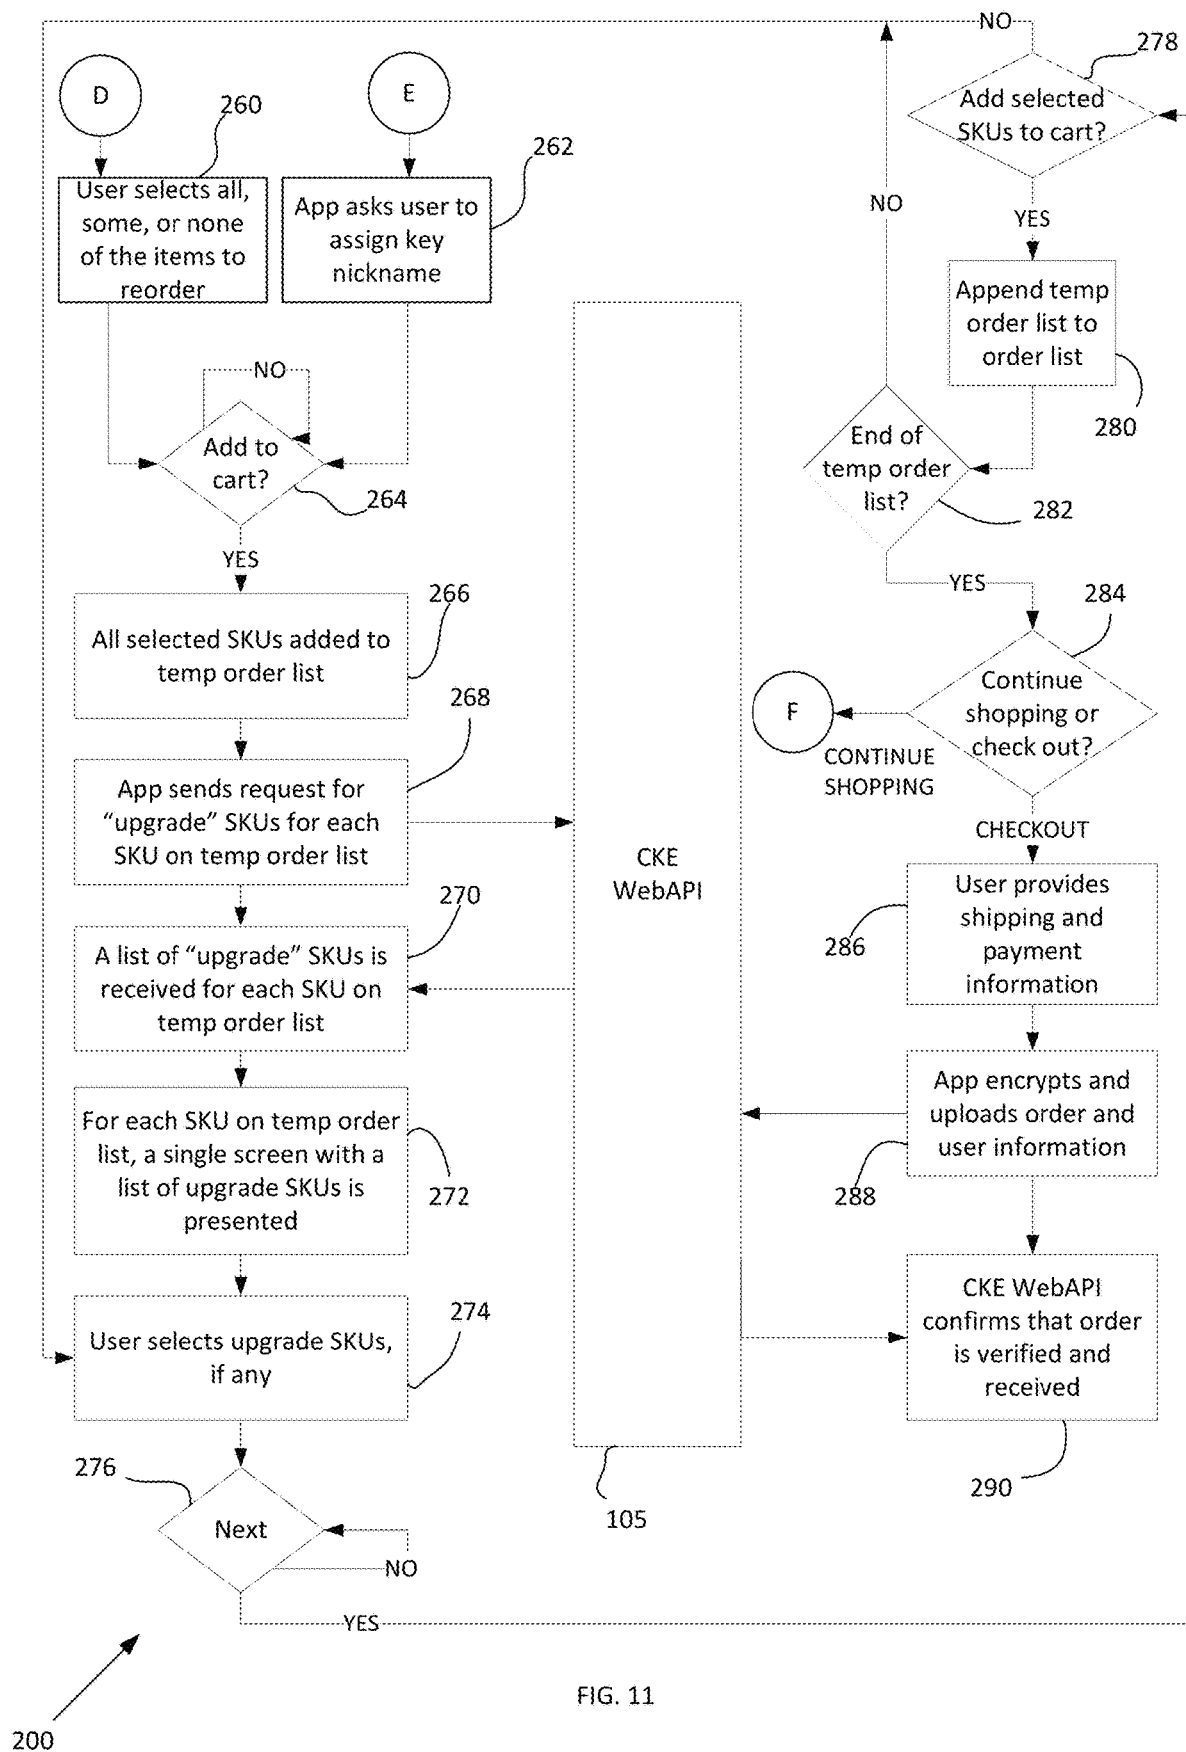 NO
278
D
E
Add selected
SKUs to cart?
260
262
User selects all,
some, or none
of the items to
reorder
App asks user to
assign key
nickname
NO
YES
Append temp
order list to
order list
280
NO
Add to
cart?
264
End of
temp order
list?
282
YES
YES
266
All selected SKUs added to
temp order list
284
Continue
shopping or
check out?
F
CONTINUE
SHOPPING
268
App sends request for
“upgrade” SKUs for each
SKU on temp order list
CHECKOUT
CKE
WebAPI
User provides
shipping and
payment
information
286
270
A list of “upgrade” SKUs is
received for each SKU on
temp order list
App encrypts and
uploads order and
user information
288
For each SKU on temp order
list, a single screen with a
list of upgrade SKUs is
presented
272
CKE WebAPI
confirms that order
is verified and
received
290
274
User selects upgrade SKUs,
if any
276
Next
NO
105
YES
FIG. 11
200